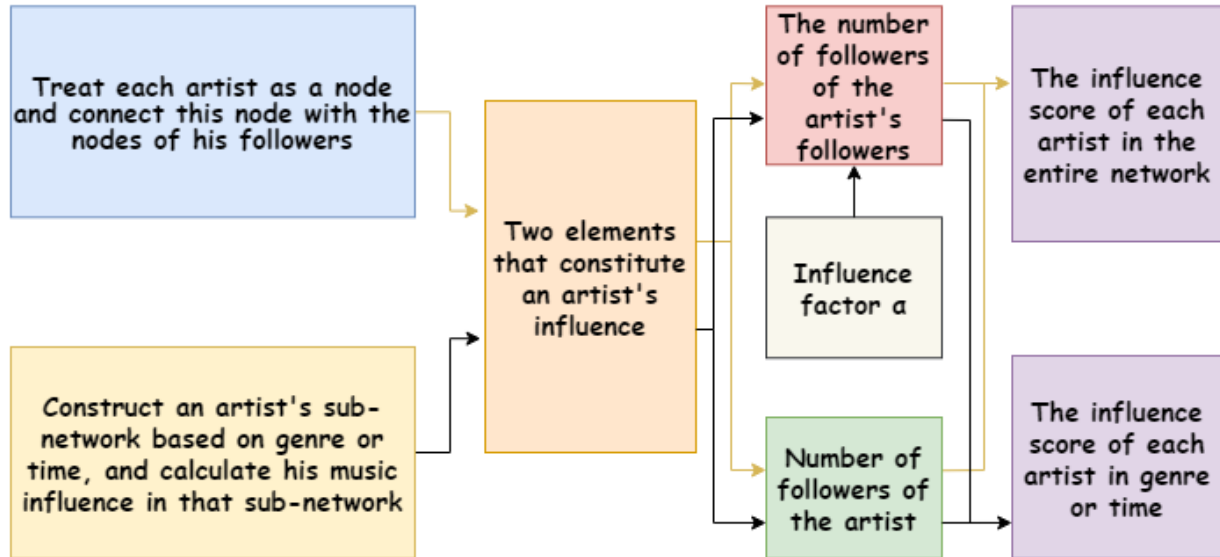 Treat each artist as a node
and connect this node with the
nodes of his followers
Construct an artist's sub-
network based on genre or
time, and calculate his music
influence in that sub-network
Two elements
that constitute
an artist's
influence
The number
of followers
of the
artist's
followers
Influence
factor α
Number of
followers of
the artist
The influence
score of each
artist in the
entire network
The influence
score of each
artist in genre
or time